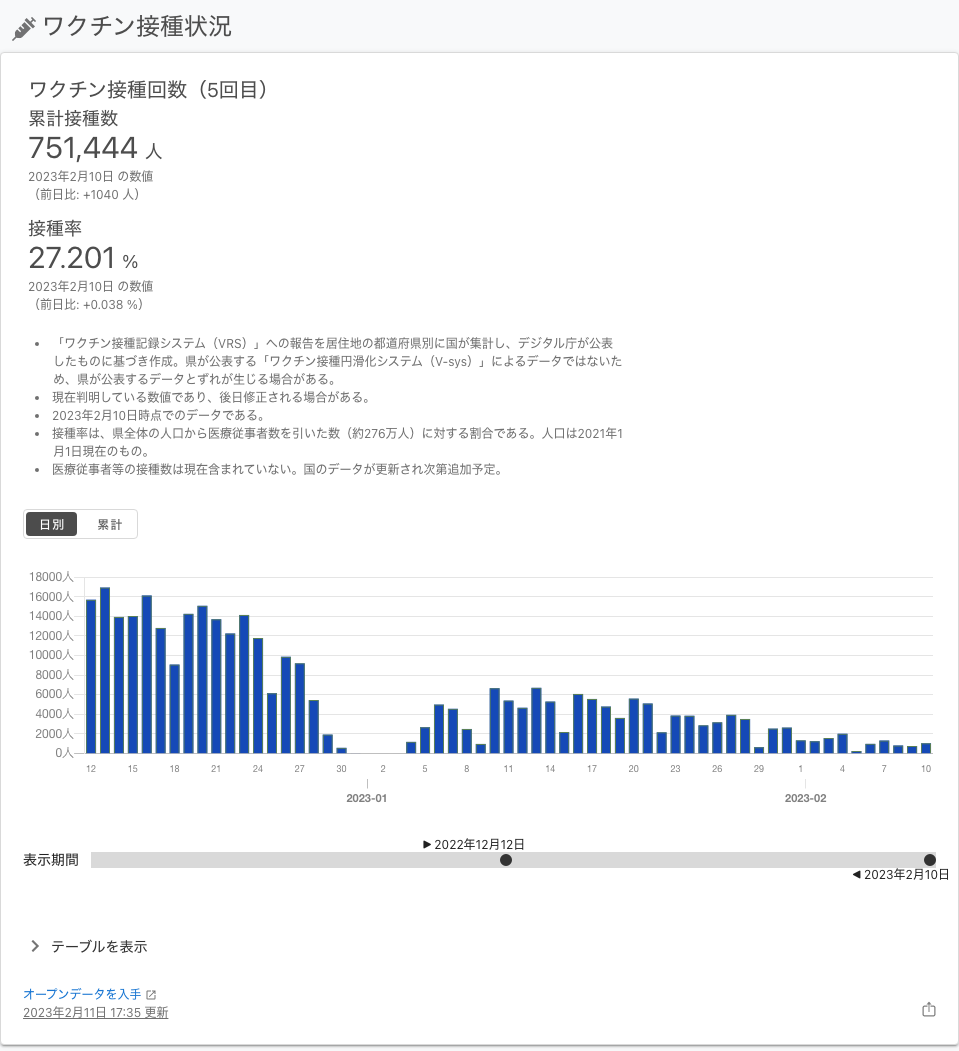 ワクチン接種状況
ワクチン接種回数（5回目）
累計接種数
751,444 人
2023年2月10日 の数値
（前日比: +1040 人）
接種率
27.201 %
2023年2月10日 の数値
（前日比: +0.038 %）
• 「ワクチン接種記録システム（VRS）」への報告を居住地の都道府県別に国が集計し、デジタル庁が公表
したものに基づき作成。県が公表する「ワクチン接種円滑化システム（V-sys）」によるデータではないた
め、県が公表するデータとずれが生じる場合がある。
• 現在判明している数値であり、後日修正される場合がある。
• 2023年2月10日時点でのデータである。
• 接種率は、県全体の人口から医療従事者数を引いた数（約276万人）に対する割合である。人口は2021年1
月1日現在のもの。
• 医療従事者等の接種数は現在含まれていない。国のデータが更新され次第追加予定。
日別 累計
18000人
16000人
14000人
12000人
10000人
8000人
6000人
4000人
2000人
0人
12 15 18 21 24 27 30 2 5 8 11 14 17 20 23 26 29 1 4 7 10
2023-01 2023-02
▶ 2022年12月12日
表示期間
◀ 2023年2月10日
テーブルを表示
オープンデータを入手
2023年2月11日 17:35 更新